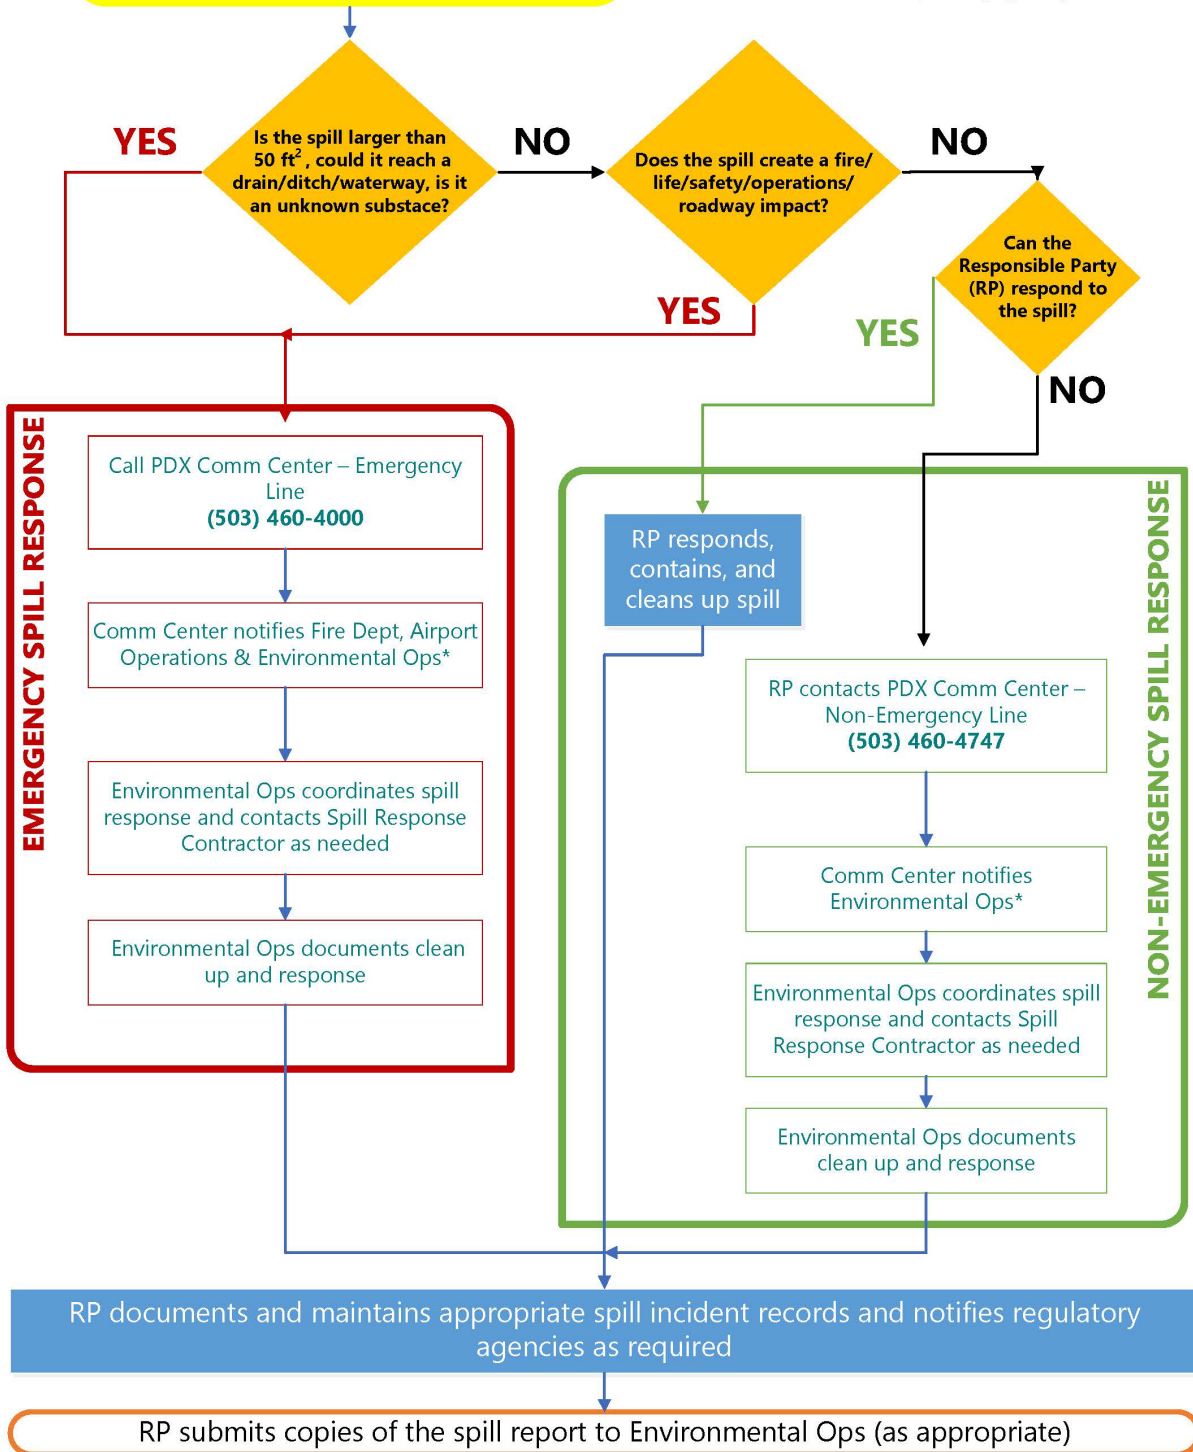 Is the spill larger than
50 ft², could it reach a
drain/ditch/waterway, is it
an unknown substace?
YES
NO
Does the spill create a fire/
life/safety/operations/
roadway impact?
YES
NO
Can the
Responsible Party
(RP) respond to
the spill?
YES
NO
EMERGENCY SPILL RESPONSE
Call PDX Comm Center – Emergency
Line
(503) 460-4000
Comm Center notifies Fire Dept, Airport
Operations & Environmental Ops*
Environmental Ops coordinates spill
response and contacts Spill Response
Contractor as needed
Environmental Ops documents clean
up and response
NON-EMERGENCY SPILL RESPONSE
RP responds,
contains, and
cleans up spill
RP contacts PDX Comm Center –
Non-Emergency Line
(503) 460-4747
Comm Center notifies
Environmental Ops*
Environmental Ops coordinates spill
response and contacts Spill
Response Contractor as needed
Environmental Ops documents
clean up and response
RP documents and maintains appropriate spill incident records and notifies regulatory
agencies as required
RP submits copies of the spill report to Environmental Ops (as appropriate)